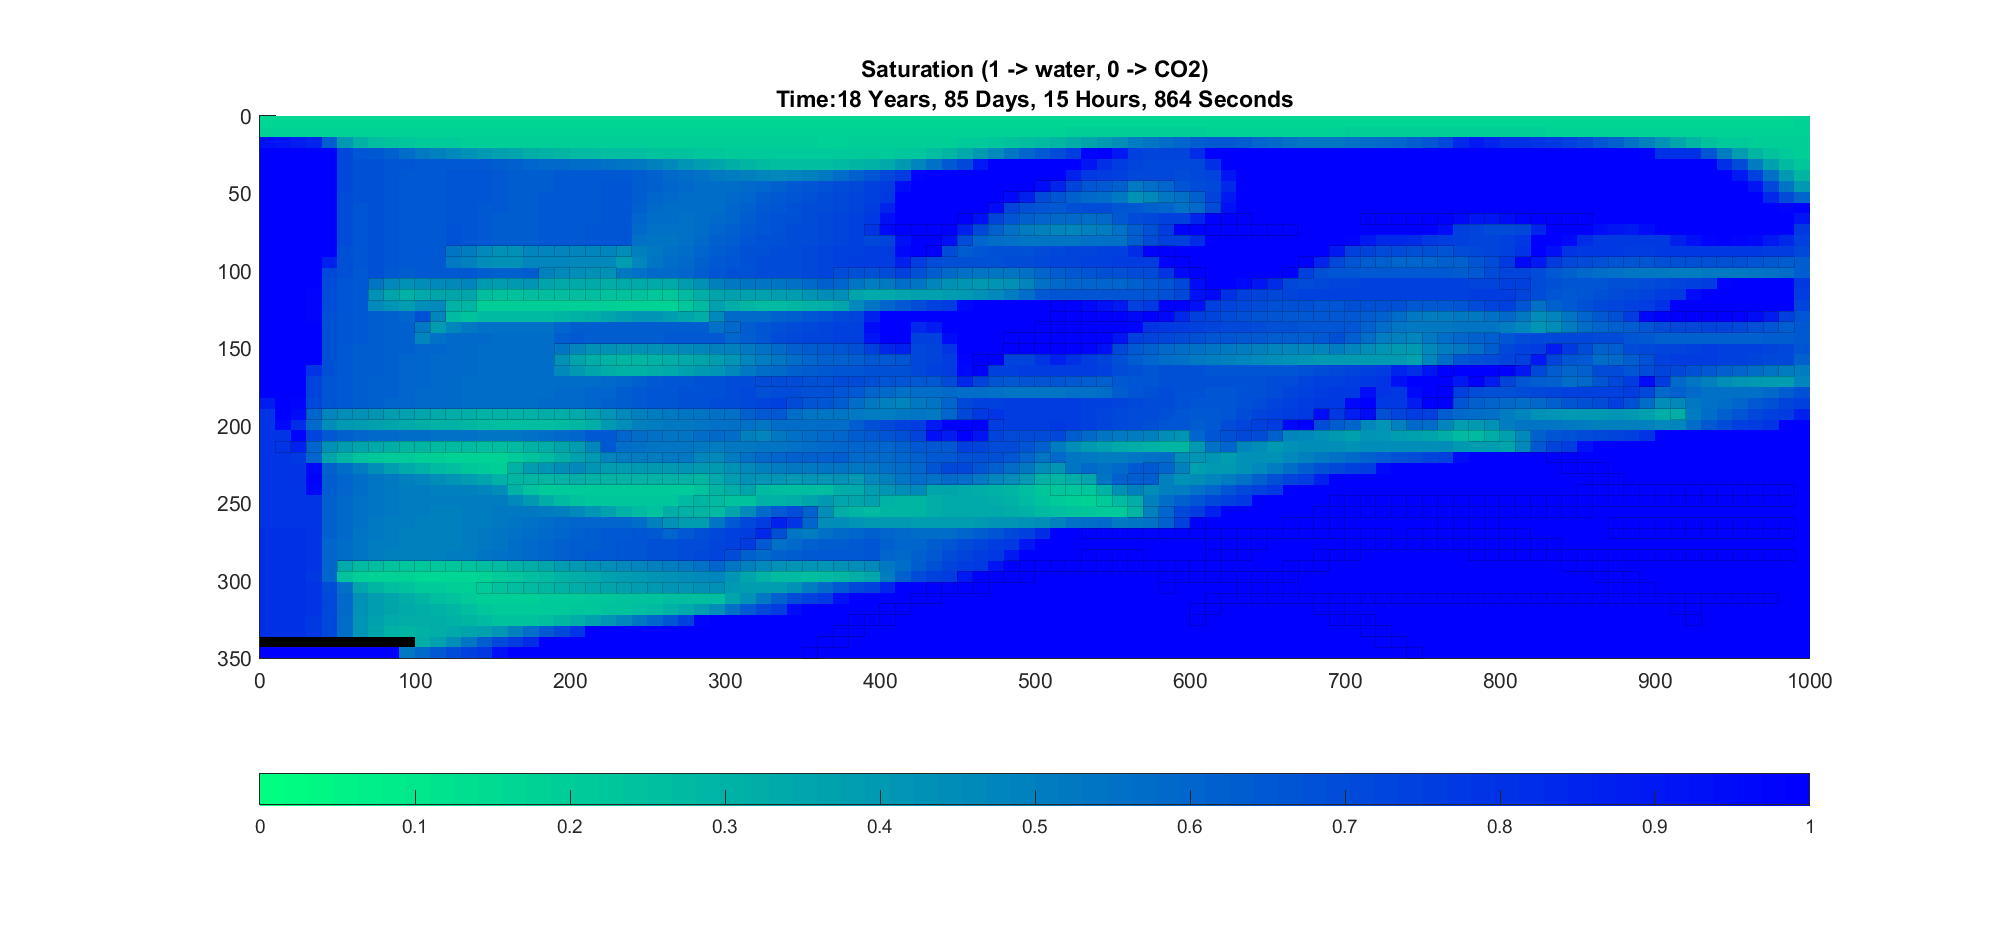 Saturation (1 -> water, 0 -> CO2)
Time:18 Years, 85 Days, 15 Hours, 864 Seconds
0
50
100
150
200
250
300
350
0 100 200 300 400 500 600 700 800 900 1000
0 0.1 0.2 0.3 0.4 0.5 0.6 0.7 0.8 0.9 1